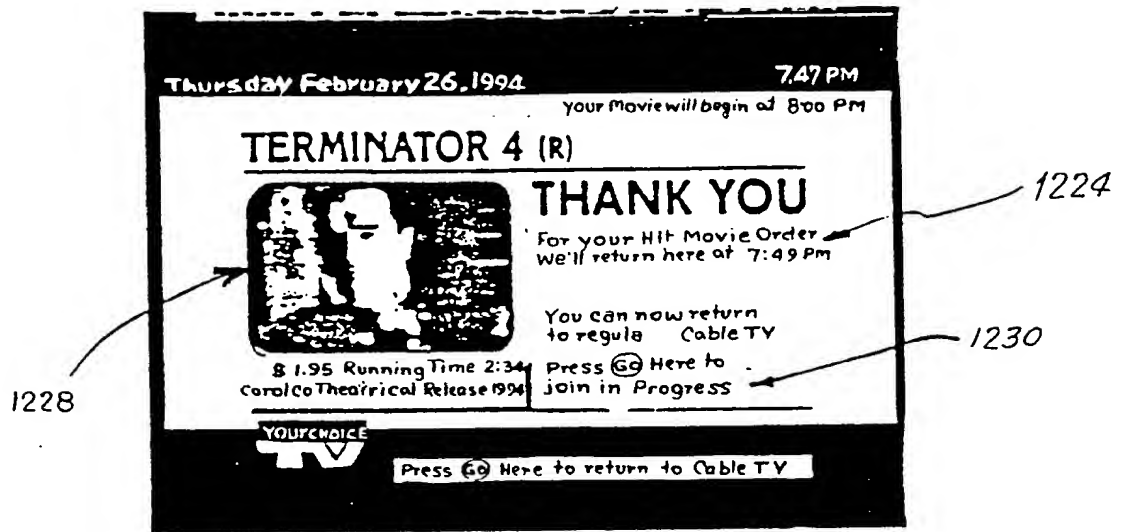 Thursday February 26, 1994 7,47 PM
your Movie will begin at 8:00 PM
TERMINATOR 4 (R)
THANK YOU
1224
For your Hit Movie Order
We'll return here at 7:49 PM
You can now return
to regula Cable TV
1230
Press Go Here to
join in Progress
1228
$ 1.95 Running Time 2:34
Carolco Theatrical Release 1994
YOUR CHOICE
TV
Press Go Here to return to Cable TV